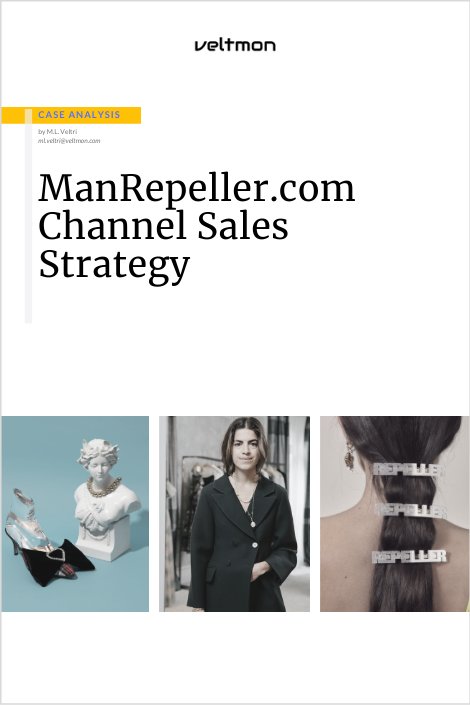 veltmon
CASE ANALYSIS
by M.L. Veltri
ml.veltri@veltmon.com
ManRepeller.com
Channel Sales
Strategy
REPELLER
REPELLER
REPELLER